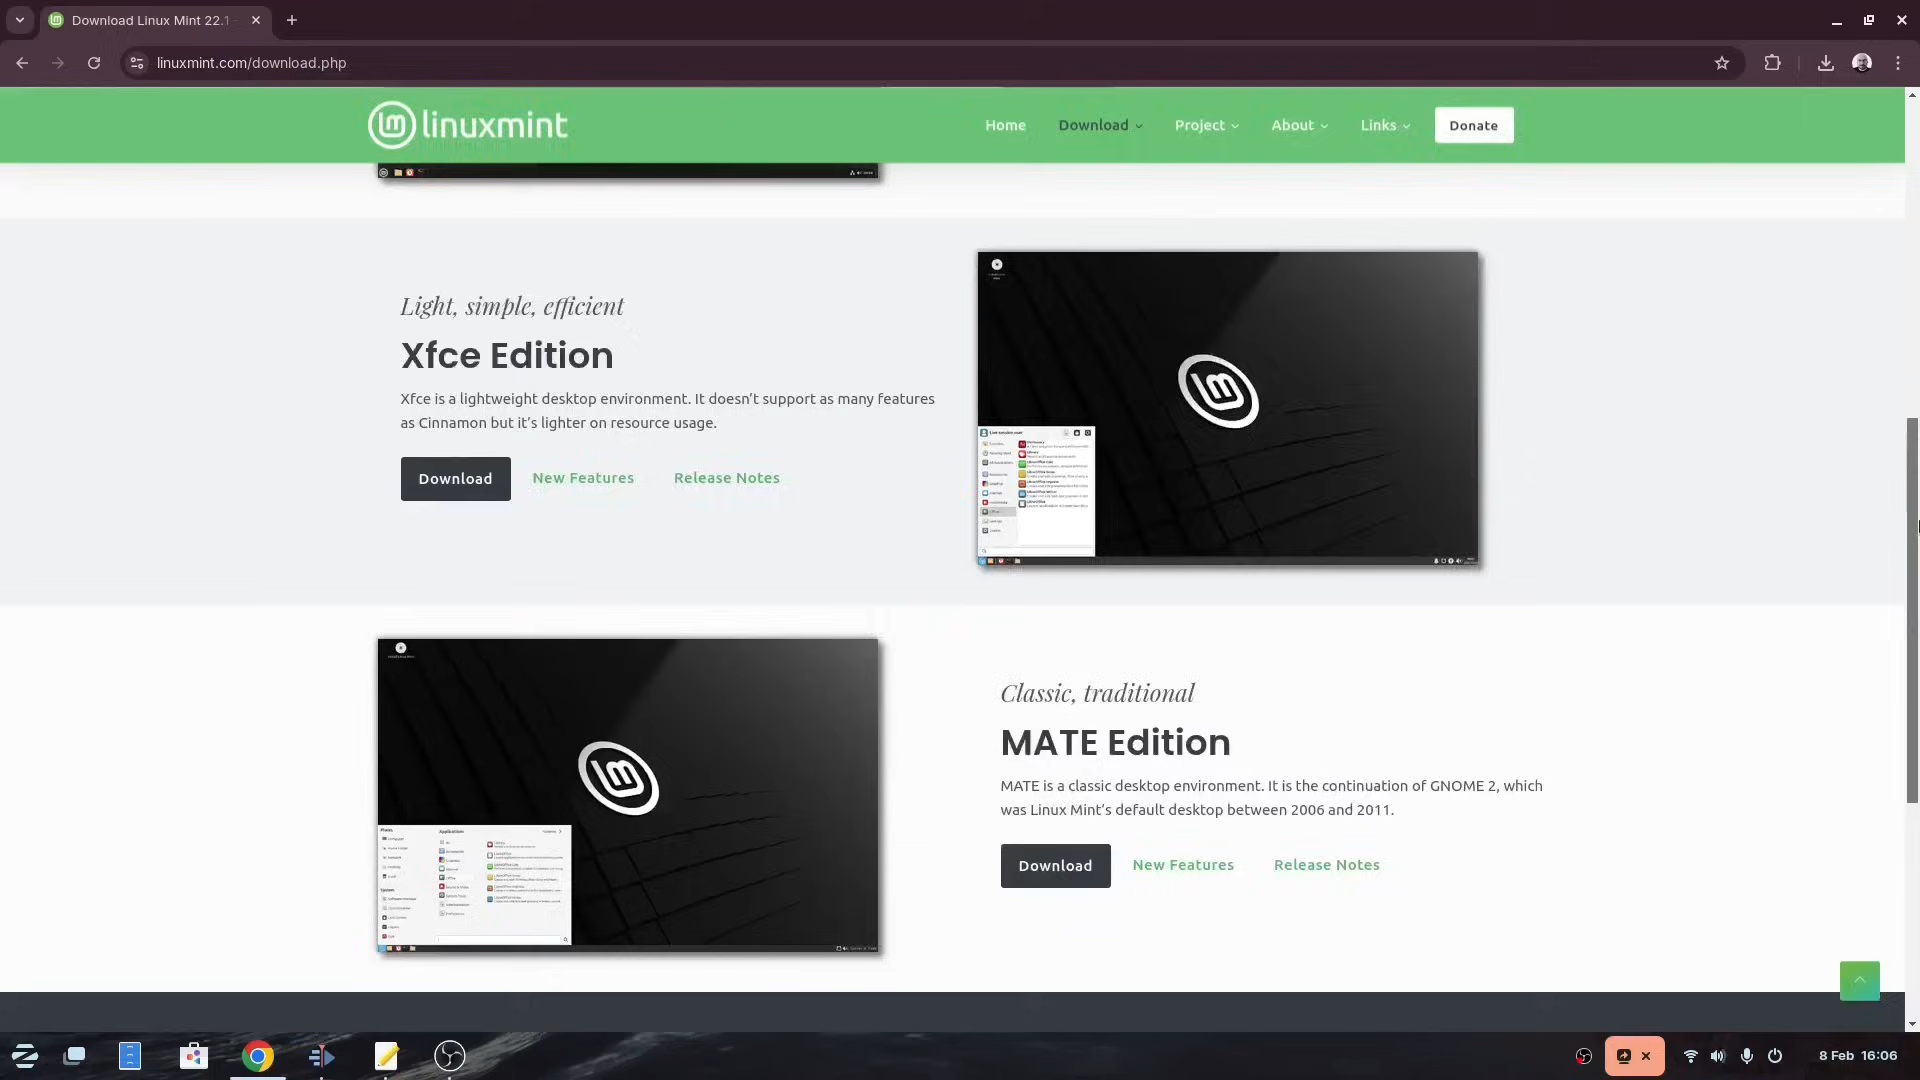 Download Linux Mint 22.1
linuxmint.com/download.php
linuxmint
Home
Download
Project
About
Links
Donate
Light, simple, efficient
Xfce Edition
Xfce is a lightweight desktop environment. It doesn't support as many features
as Cinnamon but it's lighter on resource usage.
Download
New Features
Release Notes
Classic, traditional
MATE Edition
MATE is a classic desktop environment. It is the continuation of GNOME 2, which
was Linux Mint's default desktop between 2006 and 2011.
Download
New Features
Release Notes
8 Feb 16:06